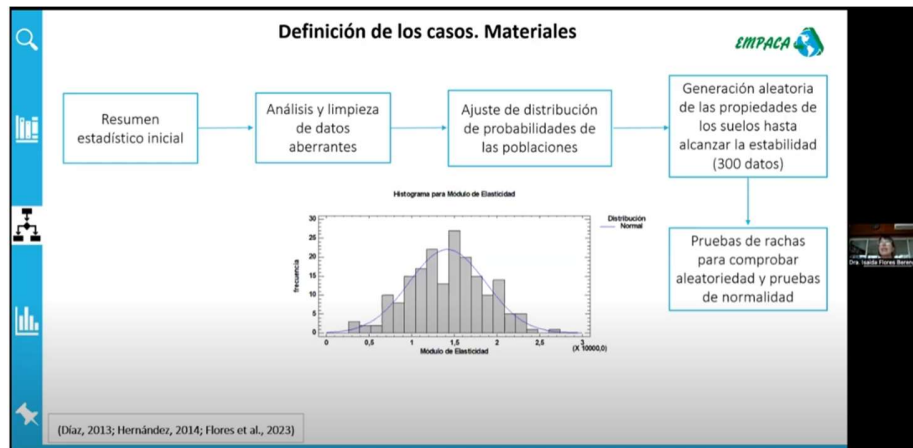 Definición de los casos. Materiales
EMPACA
Resumen
estadístico inicial
Análisis y limpieza
de datos
aberrantes
Ajuste de distribución
de probabilidades de
las poblaciones
Generación aleatoria
de las propiedades de
los suelos hasta
alcanzar la estabilidad
(300 datos)
Pruebas de rachas
para comprobar
aleatoriedad y pruebas
de normalidad
Histograma para Módulo de Elasticidad
Distribución
Normal
frecuencia
30
25
20
15
10
5
0
0 0,5 1 1,5 2 2,5 3
(X 10000,0)
Módulo de Elasticidad
(Díaz, 2013; Hernández, 2014; Flores et al., 2023)
Dra. Isaida Flores Beren